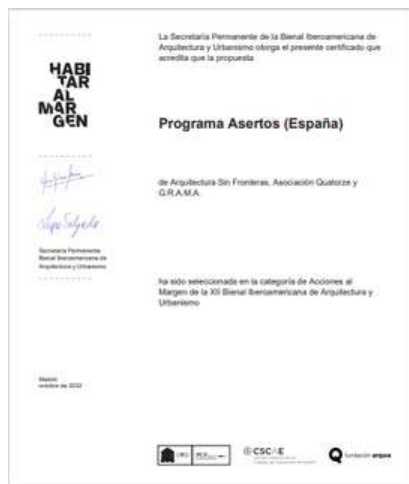 HABI
TAR
AL
MAR
GEN
Secretaría Permanente
Bienal Iberoamericana de
Arquitectura y Urbanismo
Madrid
octubre de 2022
La Secretaría Permanente de la Bienal Iberoamericana de
Arquitectura y Urbanismo otorga el presente certificado que
acredita que la propuesta
Programa Asertos (España)
de Arquitectura Sin Fronteras, Asociación Quatorze y
G.R.A.M.A.
ha sido seleccionada en la categoría de Acciones al
Margen de la XII Bienal Iberoamericana de Arquitectura y
Urbanismo
CSCAE
fundación arquia